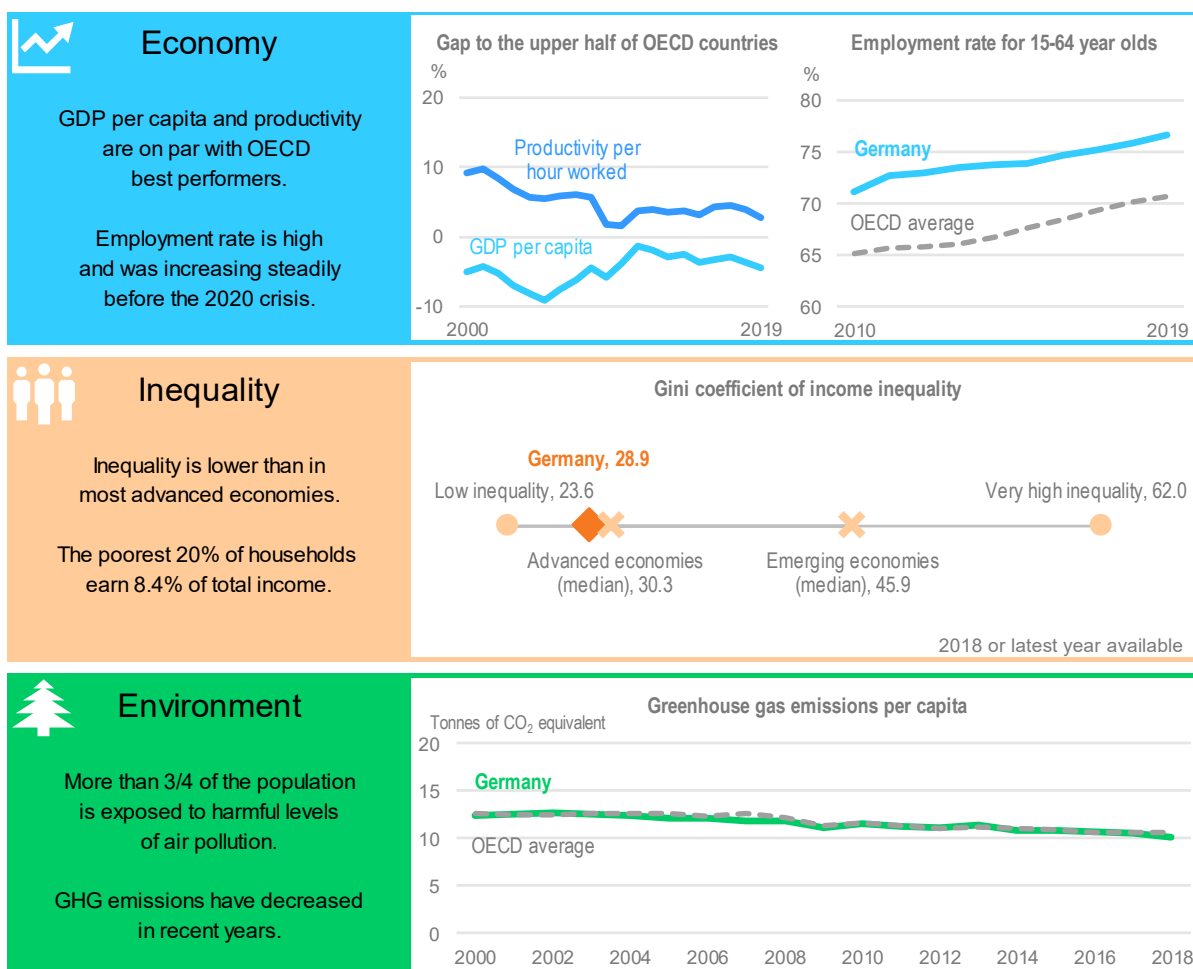 Economy
GDP per capita and productivity
are on par with OECD
best performers.
Employment rate is high
and was increasing steadily
before the 2020 crisis.
Gap to the upper half of OECD countries
%
20
10
0
-10
Productivity per
hour worked
GDP per capita
2000
2019
Employment rate for 15-64 year olds
%
80
75
70
65
60
Germany
OECD average
2010
2019
Inequality
Inequality is lower than in
most advanced economies.
The poorest 20% of households
earn 8.4% of total income.
Gini coefficient of income inequality
Germany, 28.9
Low inequality, 23.6
Very high inequality, 62.0
Advanced economies
(median), 30.3
Emerging economies
(median), 45.9
2018 or latest year available
Environment
More than 3/4 of the population
is exposed to harmful levels
of air pollution.
GHG emissions have decreased
in recent years.
Greenhouse gas emissions per capita
Tonnes of CO₂ equivalent
20
15
10
5
0
Germany
OECD average
2000 2002 2004 2006 2008 2010 2012 2014 2016 2018